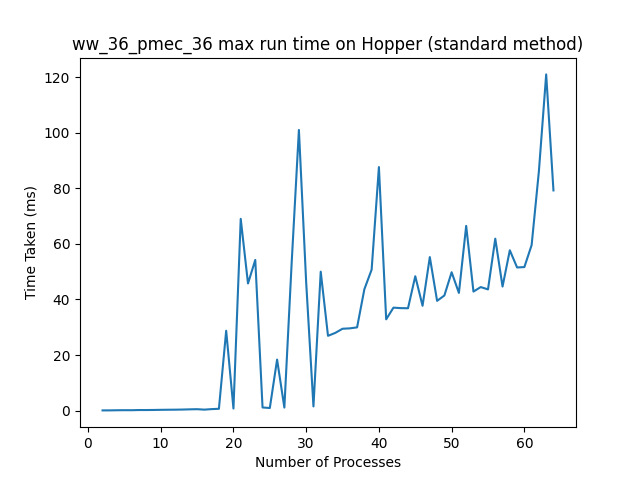 ww_36_pmec_36 max run time on Hopper (standard method)
120
100
80
60
40
20
0
Time Taken (ms)
0 10 20 30 40 50 60
Number of Processes